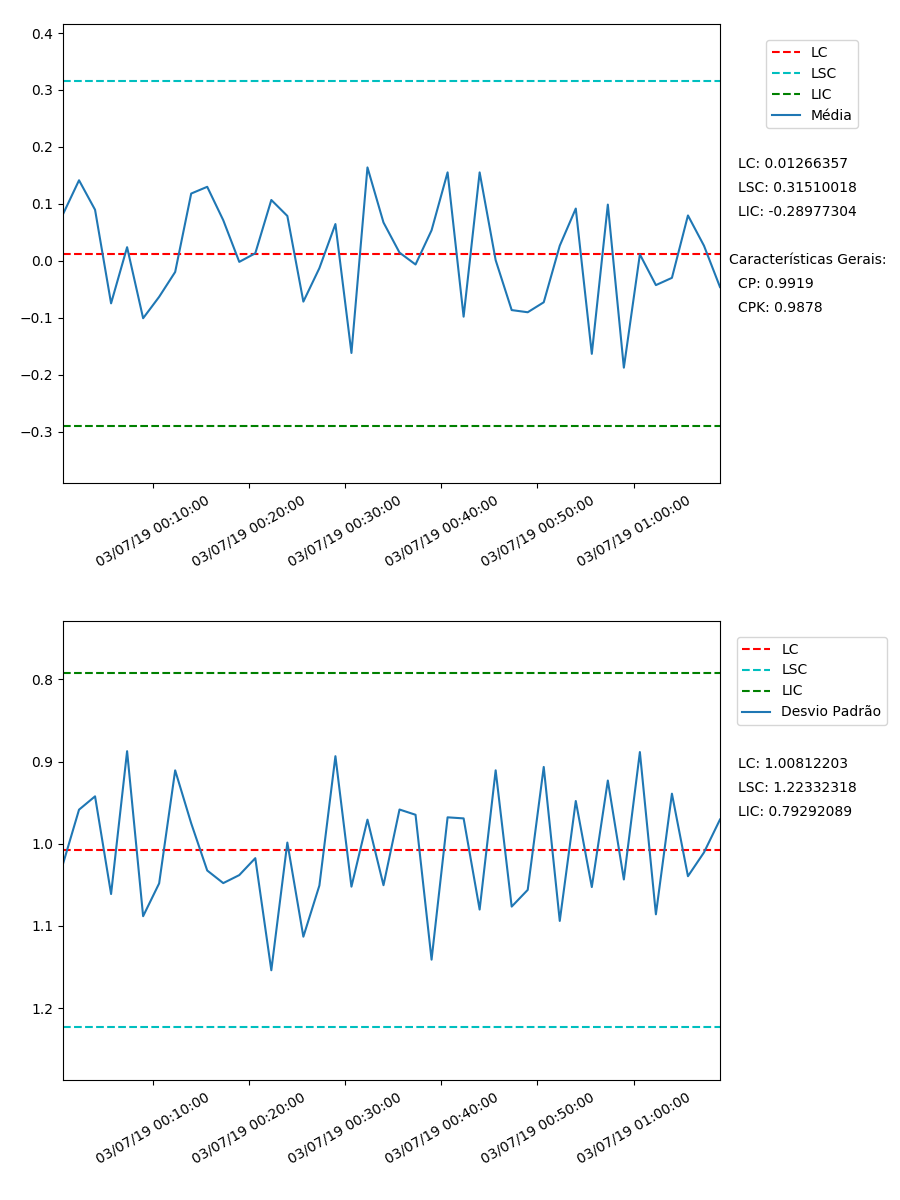 0.4
0.3
0.2
0.1
0.0
−0.1
−0.2
−0.3
03/07/19 00:10:00
03/07/19 00:20:00
03/07/19 00:30:00
03/07/19 00:40:00
03/07/19 00:50:00
03/07/19 01:00:00
LC
LSC
LIC
Média
LC: 0.01266357
LSC: 0.31510018
LIC: -0.28977304
Características Gerais:
CP: 0.9919
CPK: 0.9878
0.8
0.9
1.0
1.1
1.2
03/07/19 00:10:00
03/07/19 00:20:00
03/07/19 00:30:00
03/07/19 00:40:00
03/07/19 00:50:00
03/07/19 01:00:00
LC
LSC
LIC
Desvio Padrão
LC: 1.00812203
LSC: 1.22332318
LIC: 0.79292089